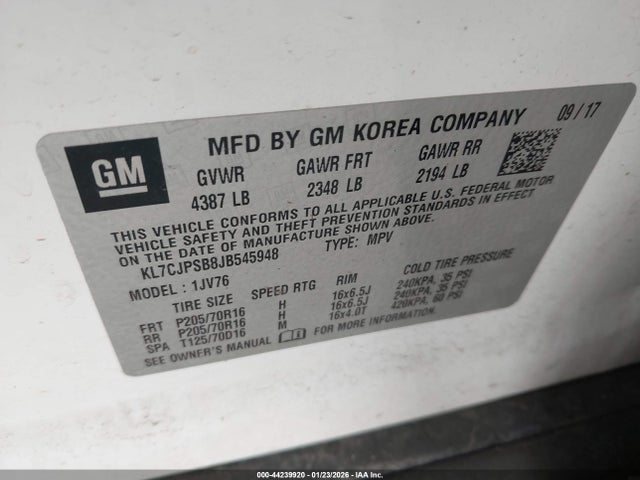 MFD BY GM KOREA COMPANY 09 / 17
GM
GVWR GAWR FRT GAWR RR
4387 LB 2348 LB 2194 LB
THIS VEHICLE CONFORMS TO ALL APPLICABLE U.S. FEDERAL MOTOR
VEHICLE SAFETY AND THEFT PREVENTION STANDARDS IN EFFECT
ON THE DATE OF MANUFACTURE SHOWN ABOVE.
KL7CJPSB8JB545948 TYPE: MPV
MODEL : 1JV76
TIRE SIZE SPEED RTG RIM COLD TIRE PRESSURE
FRT P205/70R16 H 16x6.5J 240KPA, 35 PSI
RR P205/70R16 H 16x6.5J 240KPA, 35 PSI
SPA T125/70D16 M 16x4.0T 420KPA, 60 PSI
SEE OWNER'S MANUAL FOR MORE INFORMATION.
000-44239920 - 01/23/2026 - IAA, Inc.